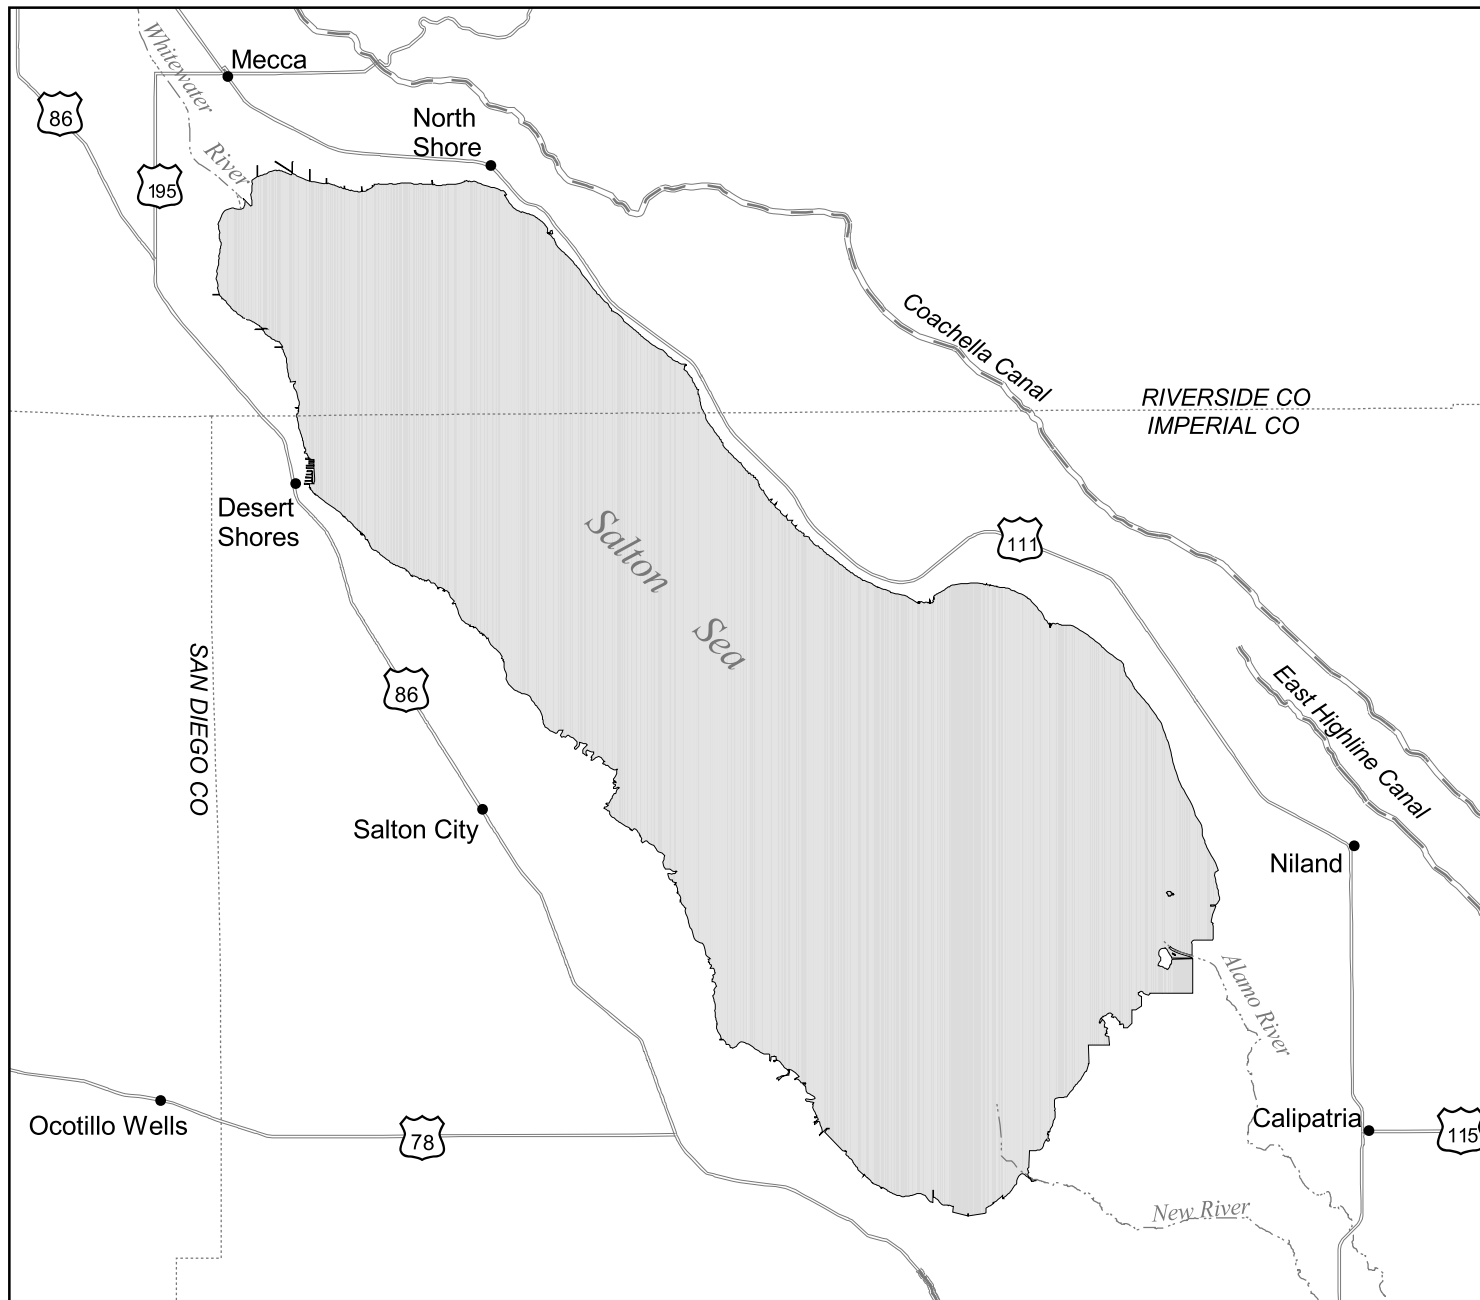 Whitewater
River
Mecca
86
North
Shore
195
Coachella Canal
RIVERSIDE CO
IMPERIAL CO
Desert
Shores
Salton
Sea
111
SAN DIEGO CO
86
East Highline Canal
Salton City
Niland
Alamo River
Ocotillo Wells
78
Calipatria
115
New River